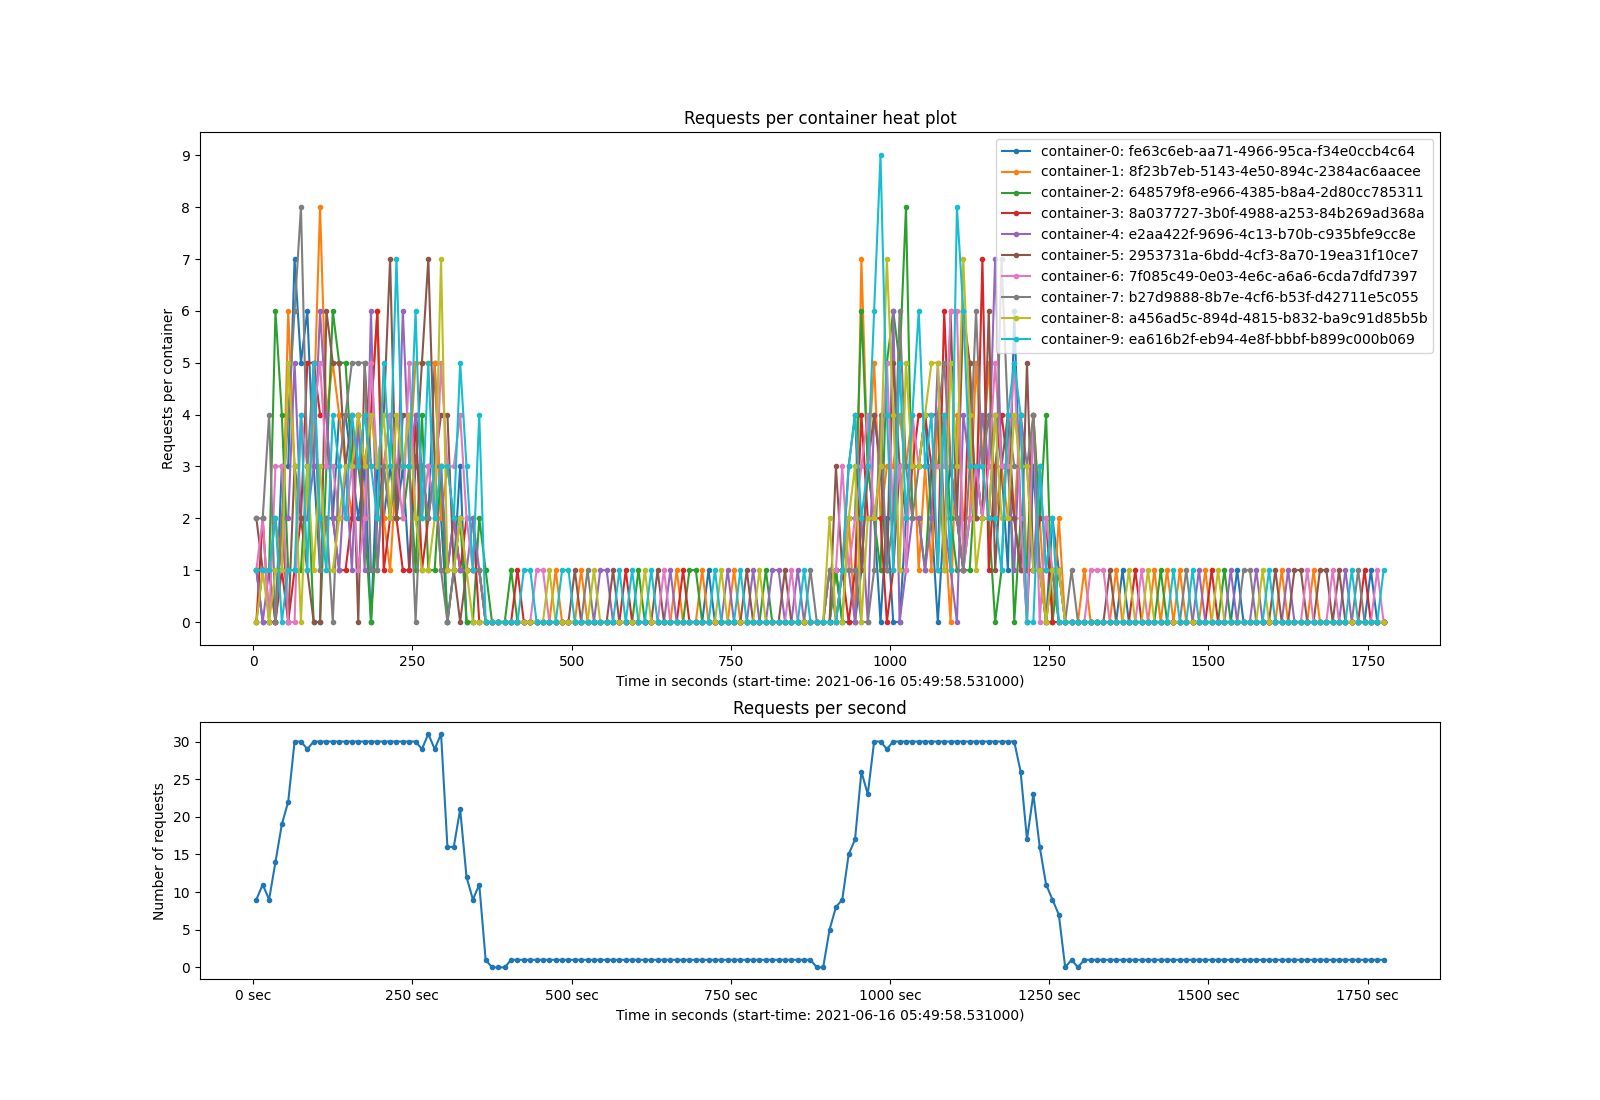 Requests per container heat plot
Requests per container
9
8
7
6
5
4
3
2
1
0
container-0: fe63c6eb-aa71-4966-95ca-f34e0ccb4c64
container-1: 8f23b7eb-5143-4e50-894c-2384ac6aacee
container-2: 648579f8-e966-4385-b8a4-2d80cc785311
container-3: 8a037727-3b0f-4988-a253-84b269ad368a
container-4: e2aa422f-9696-4c13-b70b-c935bfe9cc8e
container-5: 2953731a-6bdd-4cf3-8a70-19ea31f10ce7
container-6: 7f085c49-0e03-4e6c-a6a6-6cda7dfd7397
container-7: b27d9888-8b7e-4cf6-b53f-d42711e5c055
container-8: a456ad5c-894d-4815-b832-ba9c91d85b5b
container-9: ea616b2f-eb94-4e8f-bbbf-b899c000b069
0 250 500 750 1000 1250 1500 1750
Time in seconds (start-time: 2021-06-16 05:49:58.531000)
Requests per second
Number of requests
30
25
20
15
10
5
0
0 sec 250 sec 500 sec 750 sec 1000 sec 1250 sec 1500 sec 1750 sec
Time in seconds (start-time: 2021-06-16 05:49:58.531000)